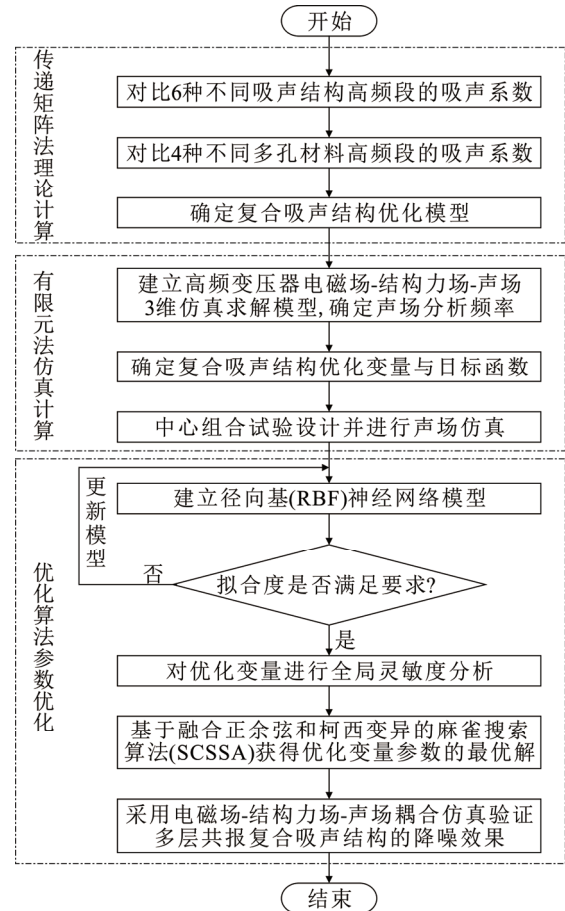 开始
传递矩阵法理论计算
对比6种不同吸声结构高频段的吸声系数
对比4种不同多孔材料高频段的吸声系数
确定复合吸声结构优化模型
有限元法仿真计算
建立高频变压器电磁场-结构力场-声场
3维仿真求解模型,确定声场分析频率
确定复合吸声结构优化变量与目标函数
中心组合试验设计并进行声场仿真
优化算法参数优化
更新模型
建立径向基(RBF)神经网络模型
否
拟合度是否满足要求?
是
对优化变量进行全局灵敏度分析
基于融合正余弦和柯西变异的麻雀搜索
算法(SCSSA)获得优化变量参数的最优解
采用电磁场-结构力场-声场耦合仿真验证
多层共报复合吸声结构的降噪效果
结束